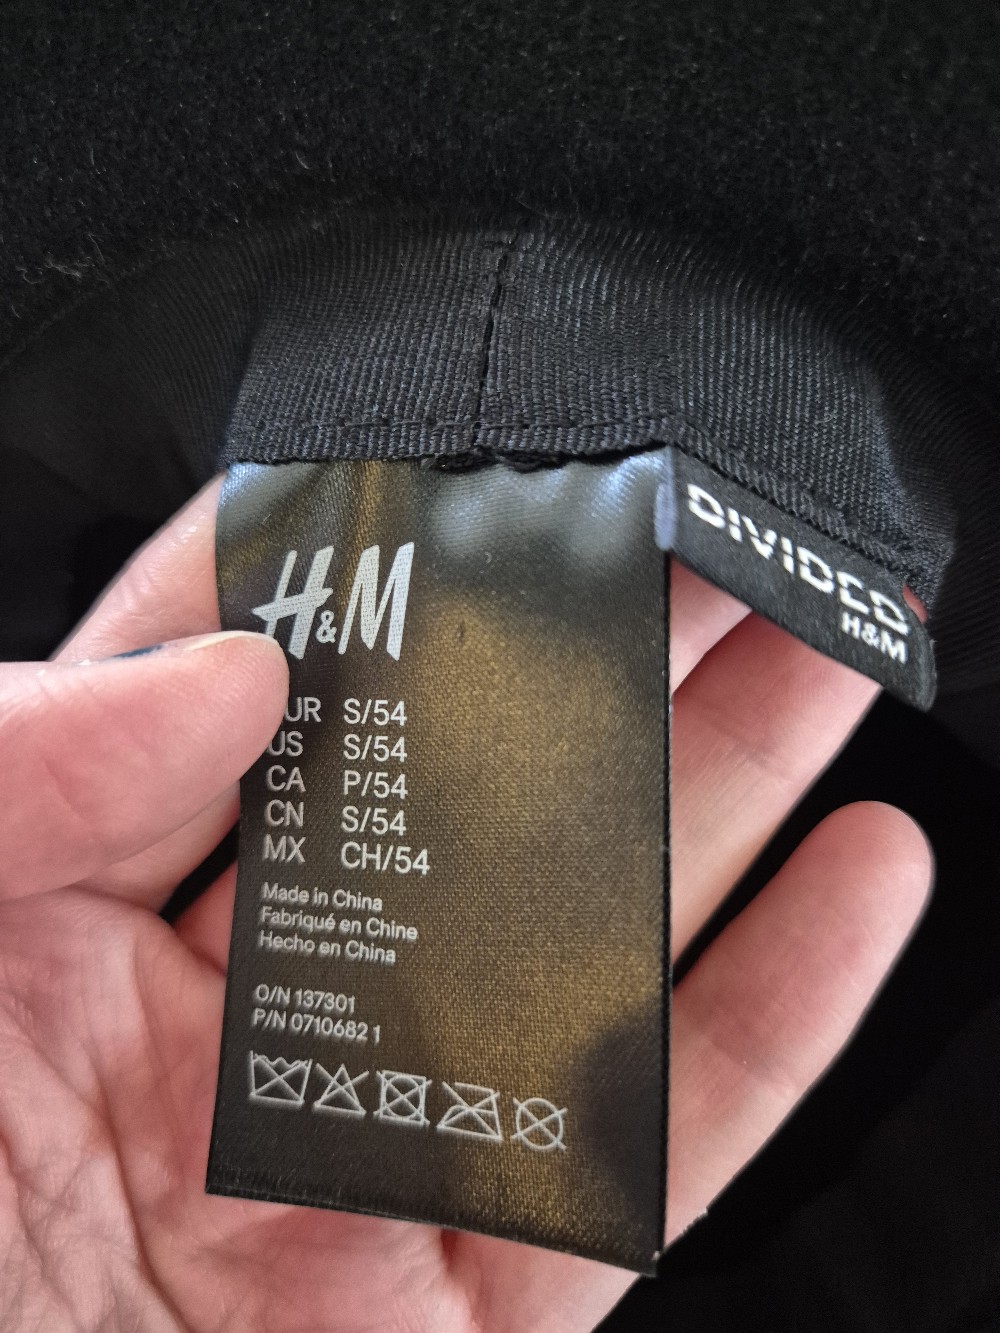 H&M
UR S/54
US S/54
CA P/54
CN S/54
MX CH/54
Made in China
Fabriqué en Chine
Hecho en China
O/N 137301
P/N 0710682 1
DIVIDED
H&M